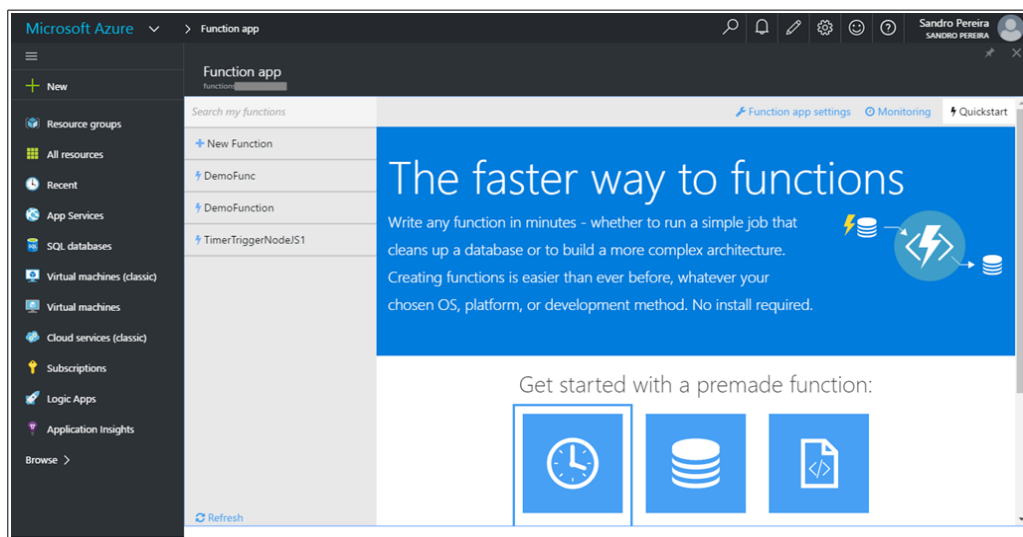 Microsoft Azure
Function app
Sandro Pereira
SANDRO PEREIRA
New
Resource groups
All resources
Recent
App Services
SQL databases
Virtual machines (classic)
Virtual machines
Cloud services (classic)
Subscriptions
Logic Apps
Application Insights
Browse >
Function app
functions
Search my functions
New Function
DemoFunc
DemoFunction
TimerTriggerNodeJS1
Refresh
Function app settings
Monitoring
Quickstart
The faster way to functions
Write any function in minutes - whether to run a simple job that
cleans up a database or to build a more complex architecture.
Creating functions is easier than ever before, whatever your
chosen OS, platform, or development method. No install required.
Get started with a premade function: